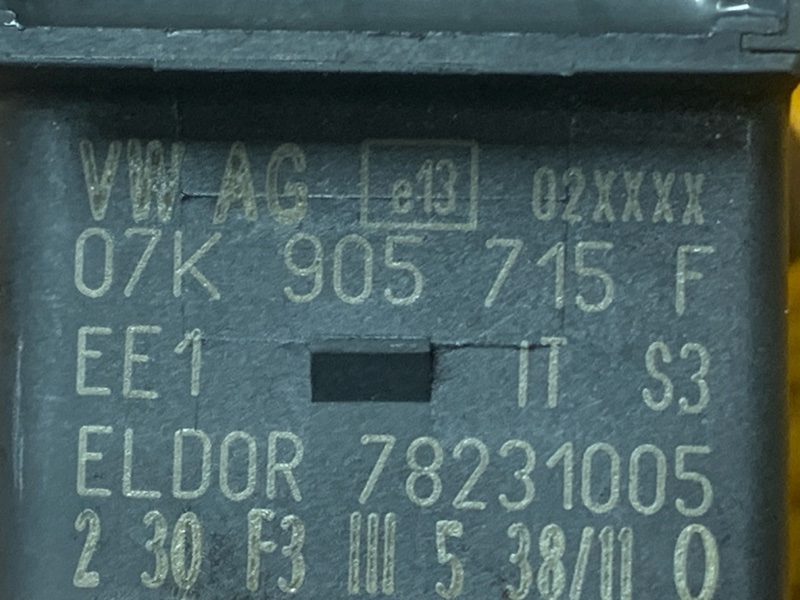 VW AG e13 02XXXX
07K 905 715 F
EE1 IT S3
ELDOR 78231005
2 30 F3 III 5 38/11 0